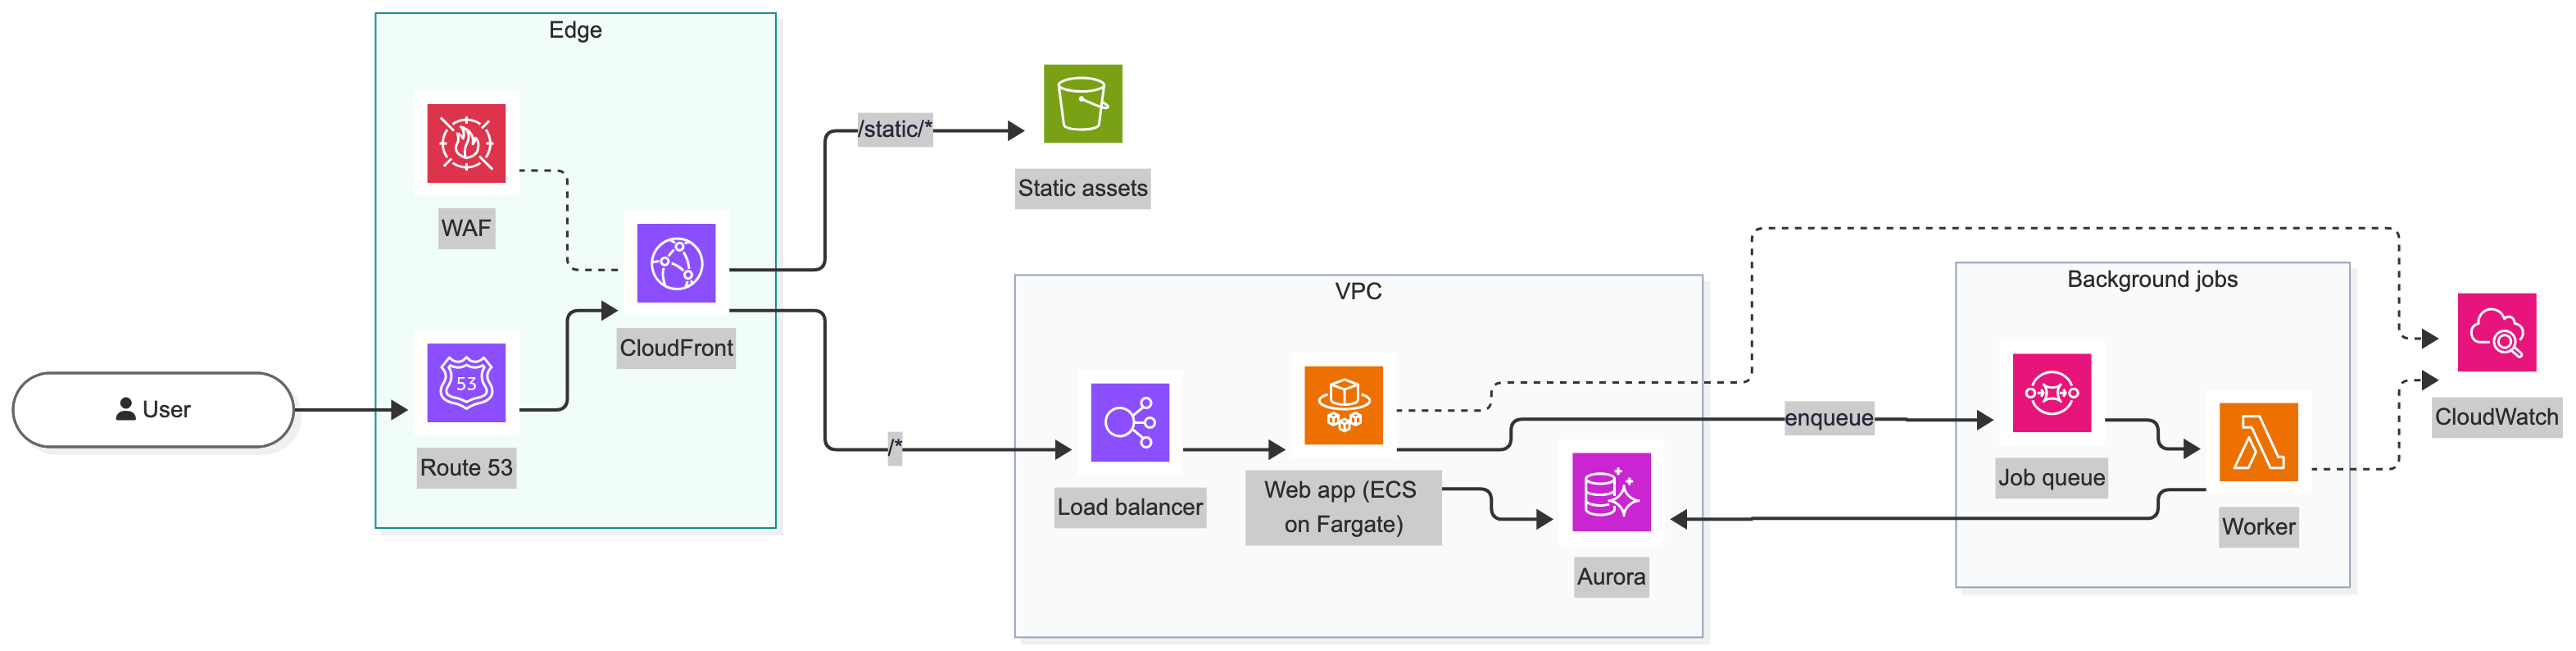 Edge
WAF
CloudFront
53
Route 53
User
/static/*
Static assets
/*
VPC
Load balancer
Web app (ECS
on Fargate)
Aurora
enqueue
Background jobs
Job queue
Worker
CloudWatch